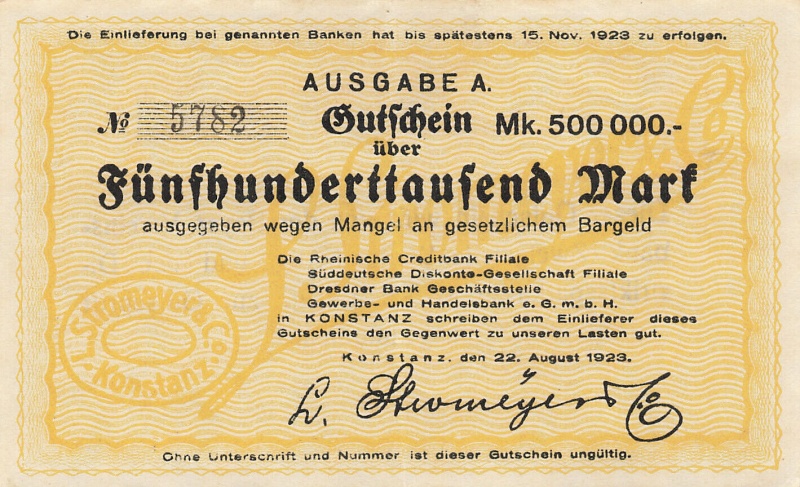 Die Einlieferung bei genannten Banken hat bis spätestens 15. Nov. 1923 zu erfolgen.
AUSGABE A.
№ 5782 Gutschein Mk. 500 000.-
über
Fünfhunderttausend Mark
ausgegeben wegen Mangel an gesetzlichem Bargeld
Die Rheinische Creditbank Filiale
Süddeutsche Diskonto-Gesellschaft Filiale
Dresdner Bank Geschäftsstelle
Gewerbe- und Handelsbank e. G. m. b. H.
in KONSTANZ schreiben dem Einlieferer dieses
Gutscheins den Gegenwert zu unseren Lasten gut.
Konstanz, den 22. August 1923.
L. Stromeyer & Co
L. Stromeyer & Co.
Konstanz
Ohne Unterschrift und Nummer ist dieser Gutschein ungültig.